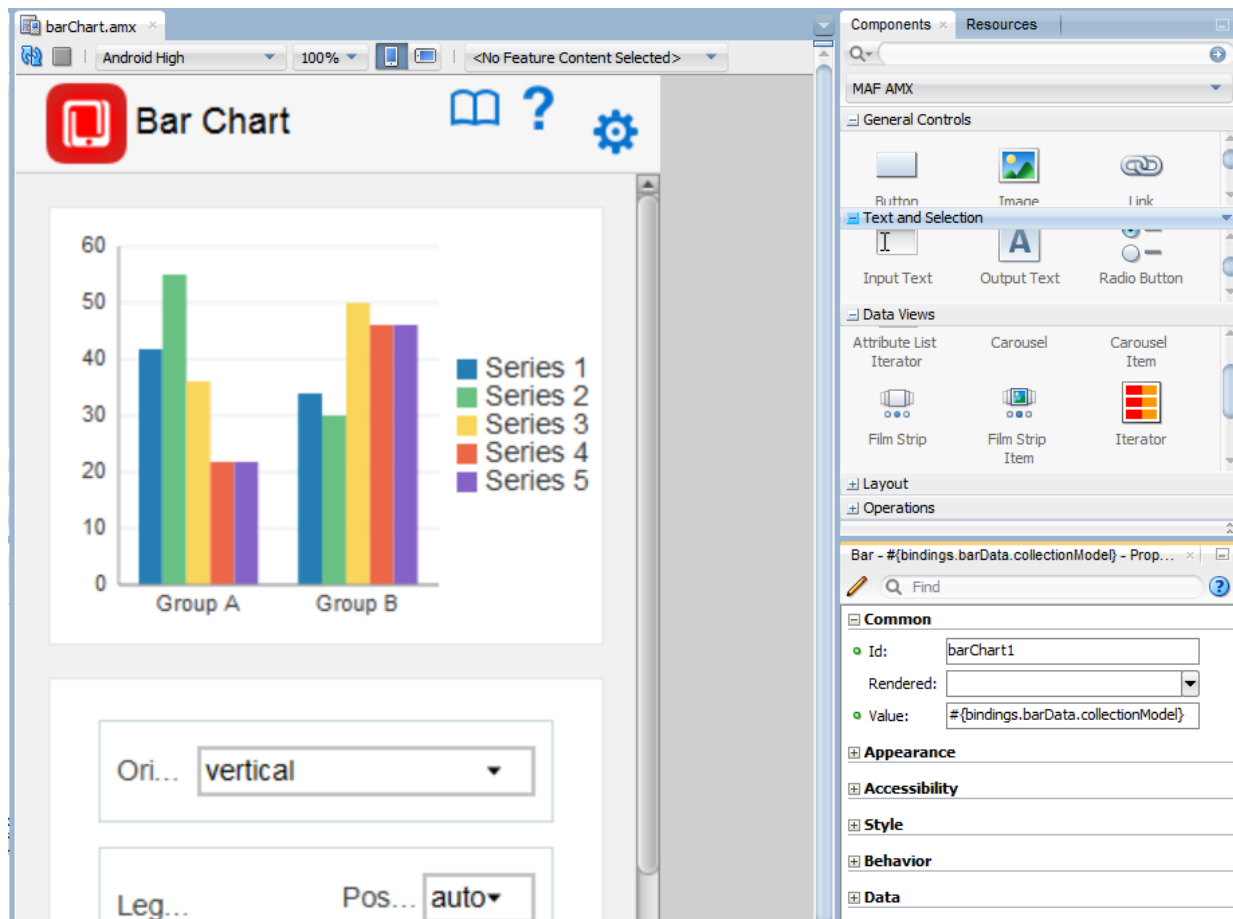 barChart.amx
Components
Resources
Android High
100%
<No Feature Content Selected>
MAF AMX
Bar Chart
General Controls
Button
Image
Link
Text and Selection
Input Text
Output Text
Radio Button
Data Views
Attribute List Iterator
Carousel
Carousel Item
Film Strip
Film Strip Item
Iterator
Layout
Operations
60
50
40
30
20
10
0
Group A
Group B
Series 1
Series 2
Series 3
Series 4
Series 5
Ori...
vertical
Leg...
Pos...
auto
Bar - #{bindings.barData.collectionModel} - Prop...
Find
Common
Id:
barChart1
Rendered:
Value:
#{bindings.barData.collectionModel}
Appearance
Accessibility
Style
Behavior
Data